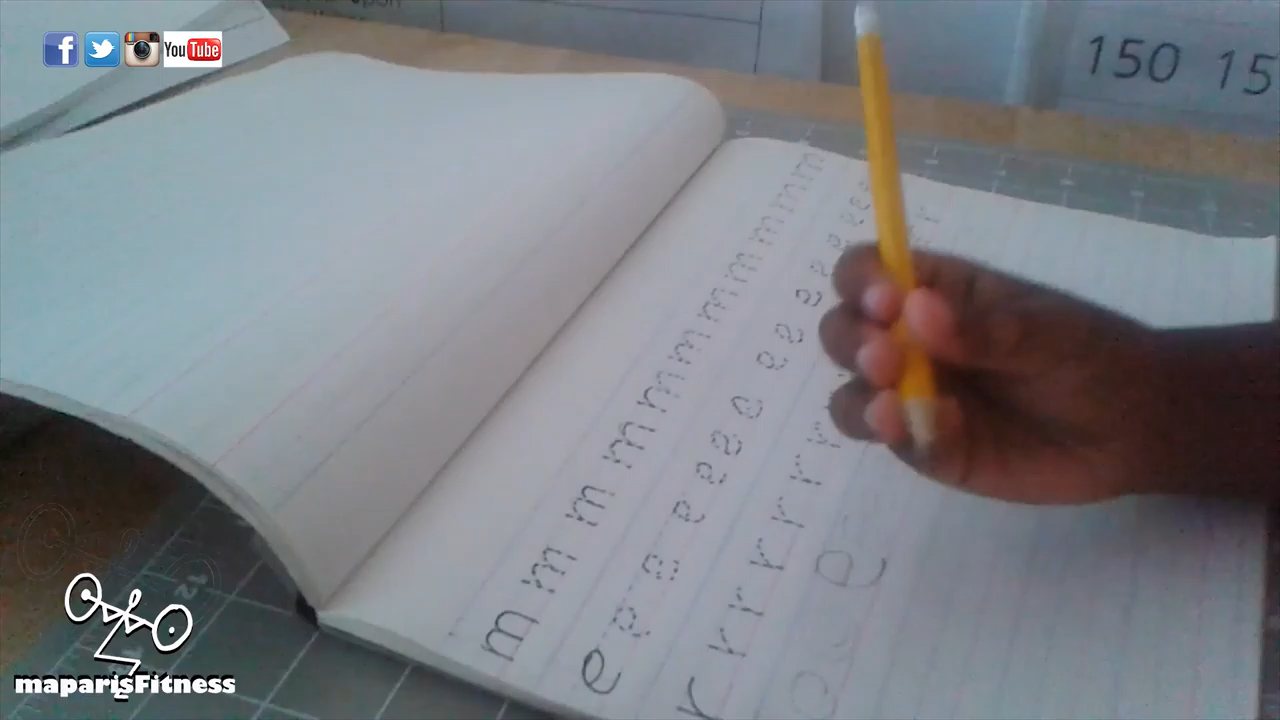 You Tube
150 15
m m m m m m m m m m m
e e e e e e e e e e e e
r r r r r r r
e
maparisFitness